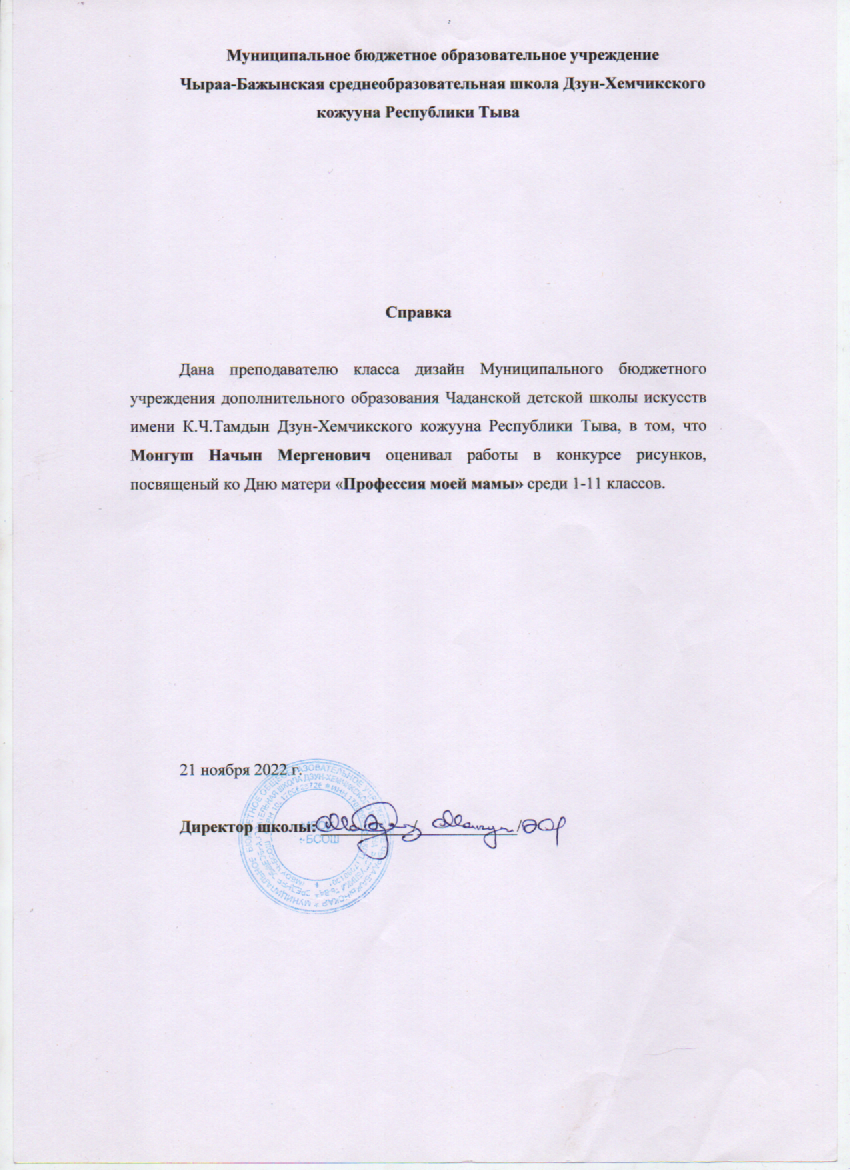 Муниципальное бюджетное образовательное учреждение
Чыраа-Бажынская среднеобразовательная школа Дзун-Хемчикского
кожууна Республики Тыва
Справка
Дана преподавателю класса дизайн Муниципального бюджетного
учреждения дополнительного образования Чаданской детской школы искусств
имени К.Ч.Тамдын Дзун-Хемчикского кожууна Республики Тыва, в том, что
Монгуш Начын Мергенович оценивал работы в конкурсе рисунков,
посвященый ко Дню матери «Профессия моей мамы» среди 1-11 классов.
21 ноября 2022 г.
Директор школы:
БСОШ